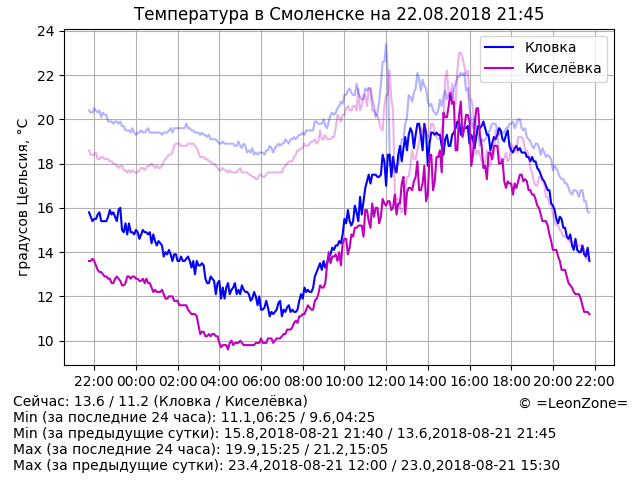 Температура в Смоленске на 22.08.2018 21:45
градусов Цельсия, °C
24
22
20
18
16
14
12
10
Кловка
Киселёвка
22:00 00:00 02:00 04:00 06:00 08:00 10:00 12:00 14:00 16:00 18:00 20:00 22:00
Сейчас: 13.6 / 11.2 (Кловка / Киселёвка)
© =LeonZone=
Min (за последние 24 часа): 11.1,06:25 / 9.6,04:25
Min (за предыдущие сутки): 15.8,2018-08-21 21:40 / 13.6,2018-08-21 21:45
Max (за последние 24 часа): 19.9,15:25 / 21.2,15:05
Max (за предыдущие сутки): 23.4,2018-08-21 12:00 / 23.0,2018-08-21 15:30